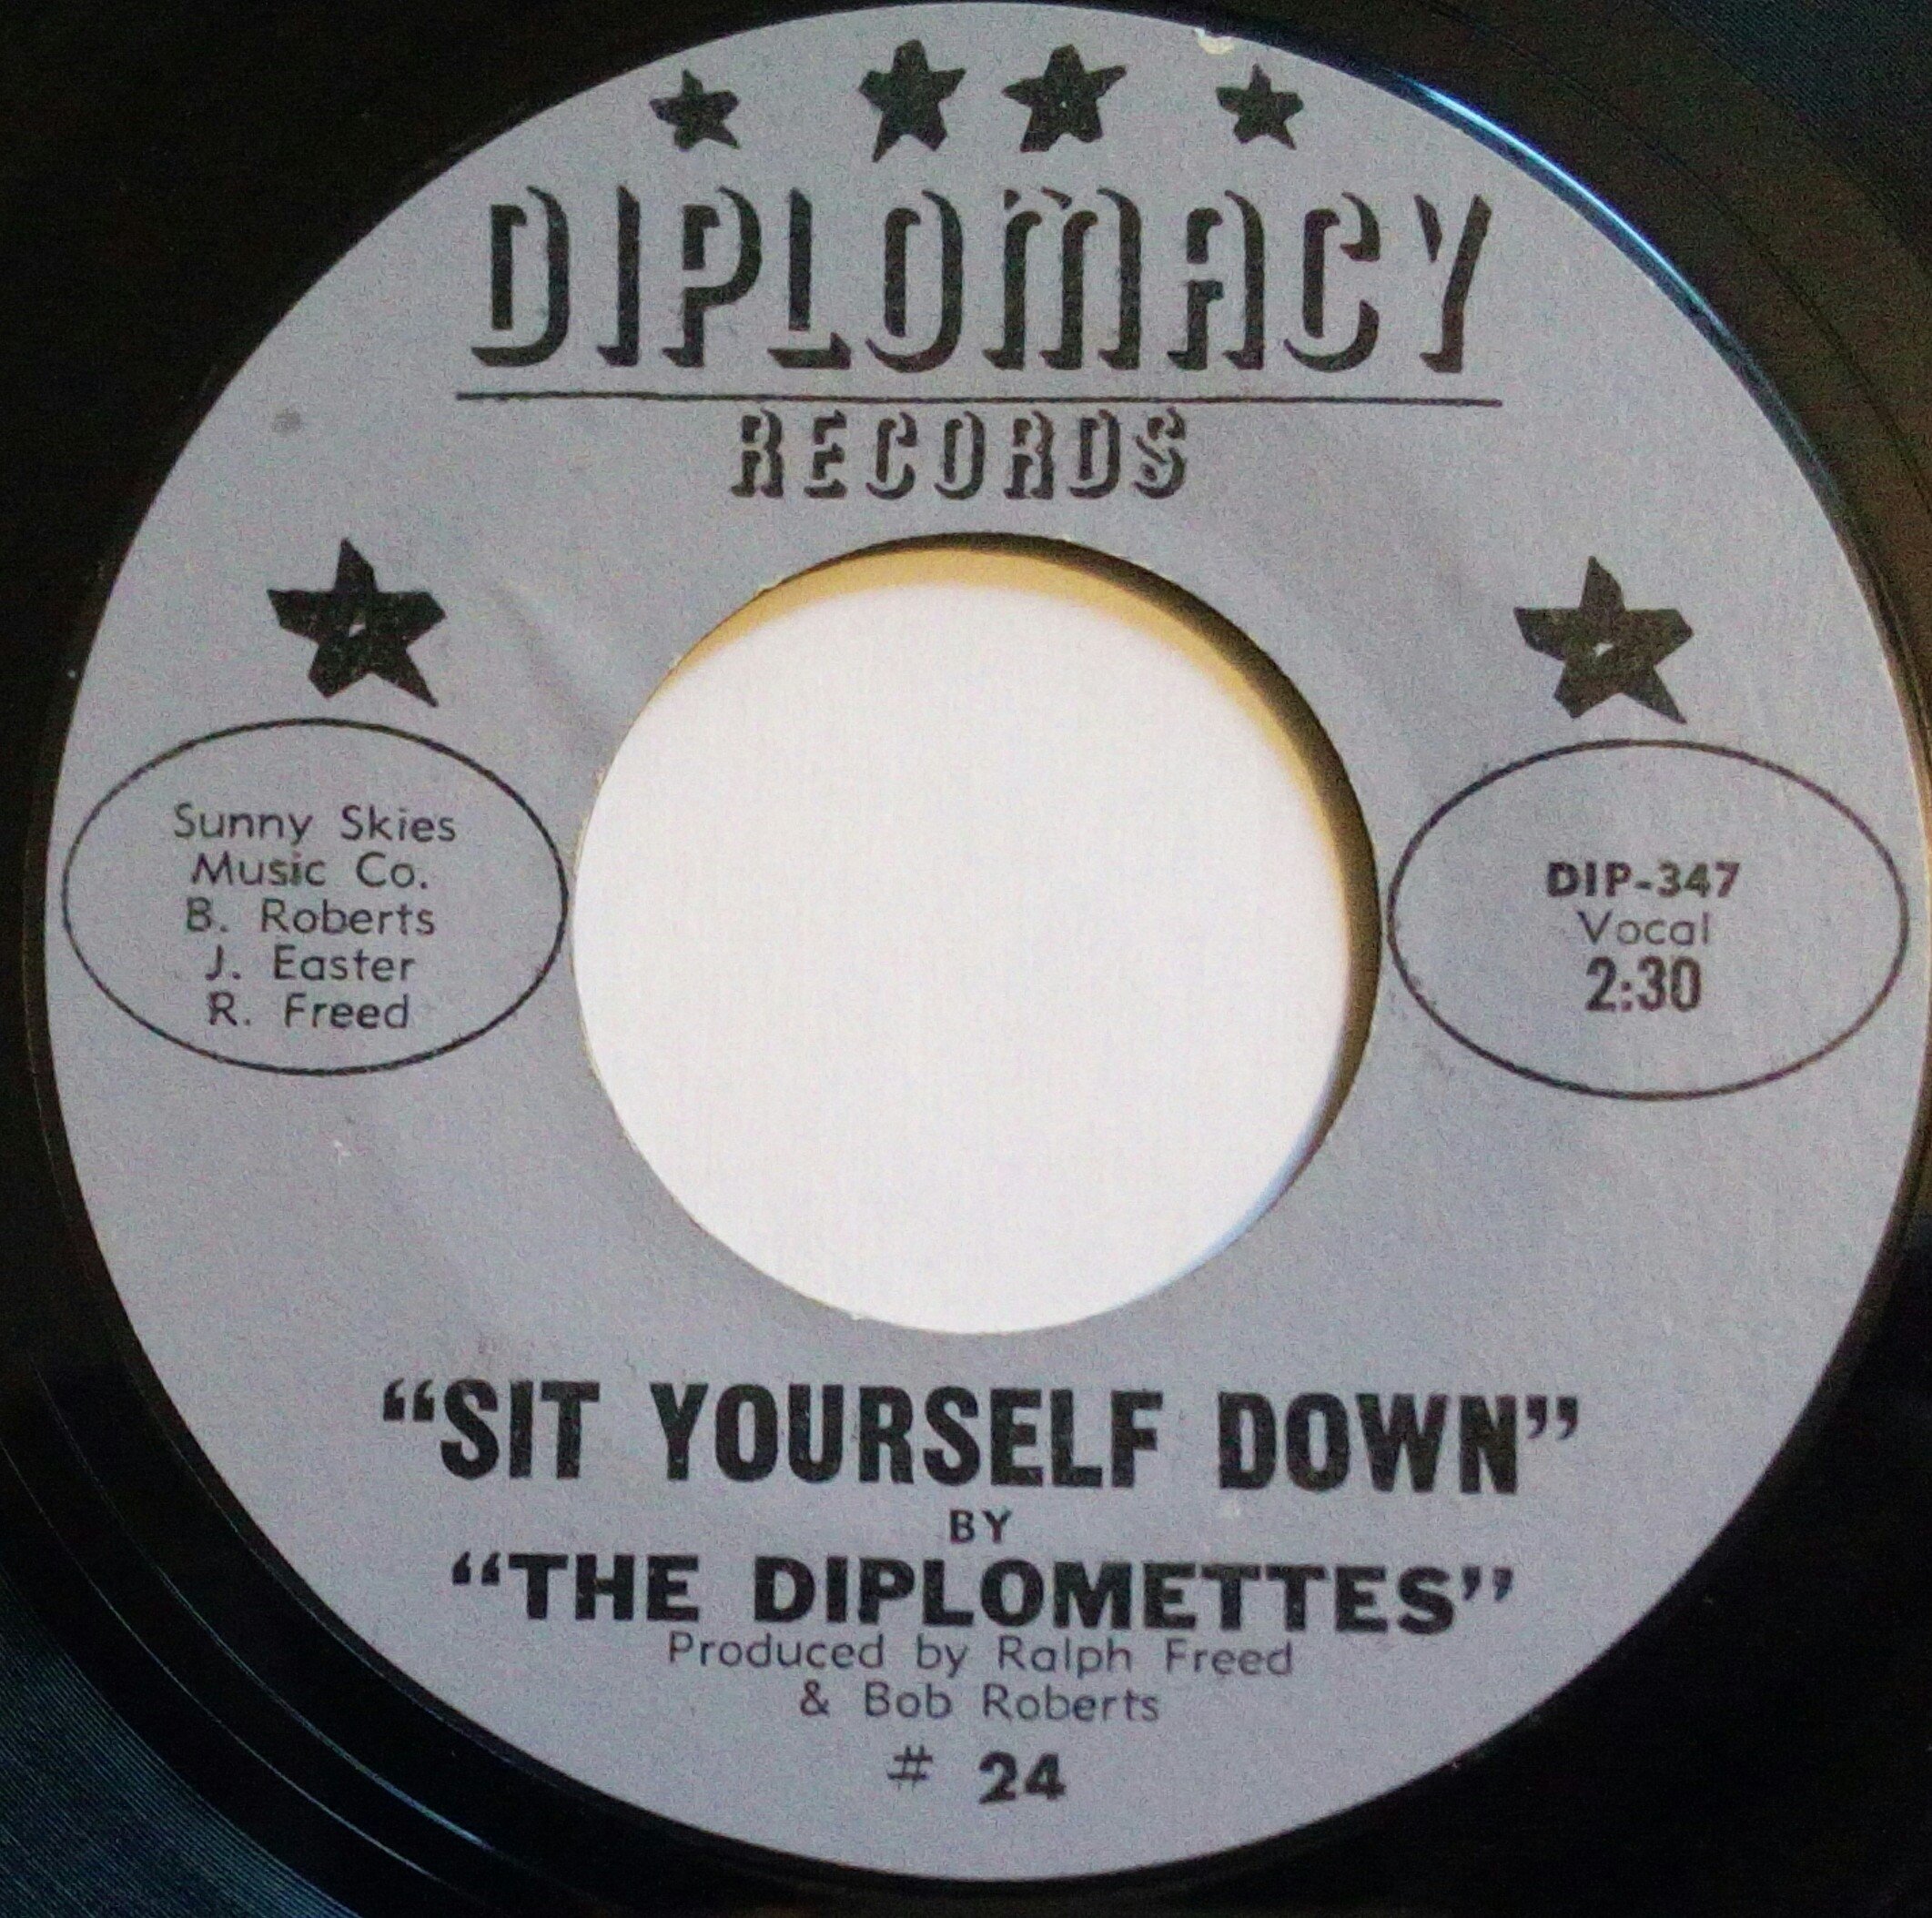 DIPLOMACY
RECORDS
Sunny Skies
Music Co.
B. Roberts
J. Easter
R. Freed
DIP-347
Vocal
2:30
“SIT YOURSELF DOWN”
BY
“THE DIPLOMETTES”
Produced by Ralph Freed
& Bob Roberts
# 24